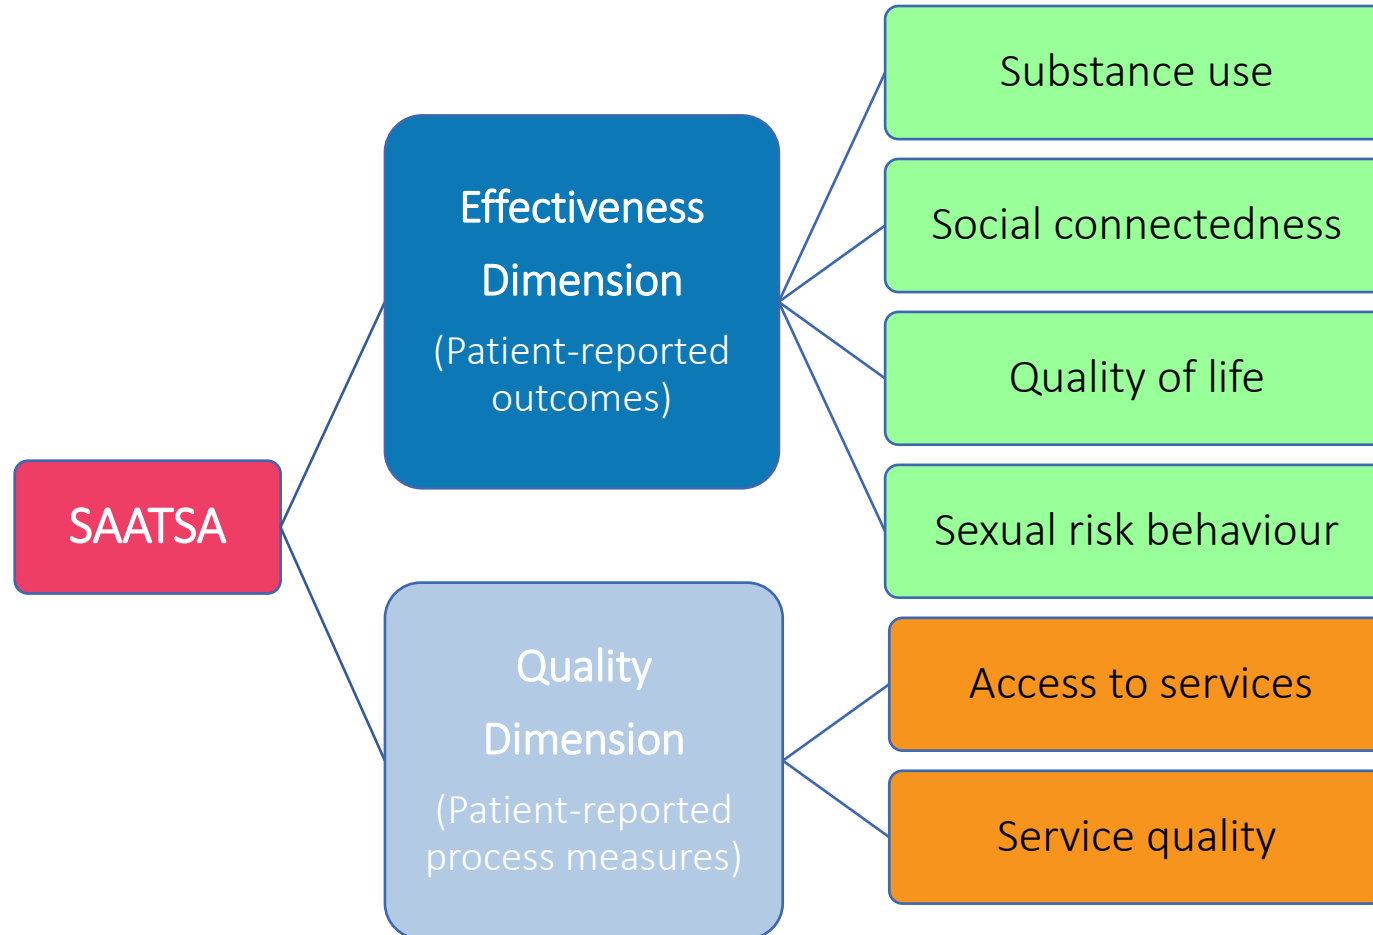 SAATSA
Effectiveness
Dimension
(Patient-reported
outcomes)
Substance use
Social connectedness
Quality of life
Sexual risk behaviour
Quality
Dimension
(Patient-reported
process measures)
Access to services
Service quality